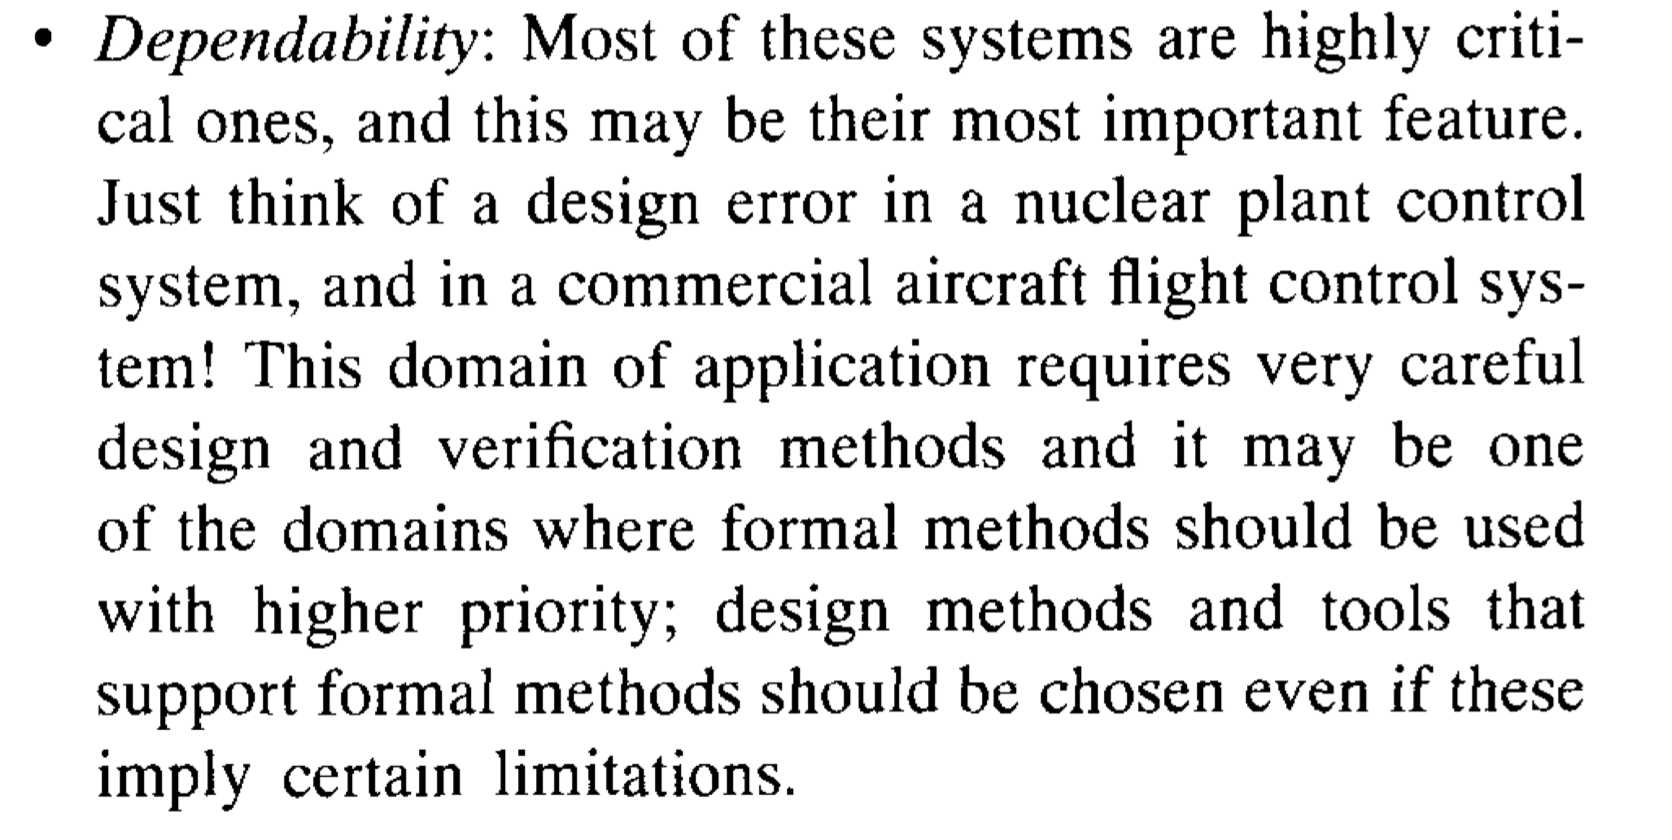 • Dependability: Most of these systems are highly criti-
cal ones, and this may be their most important feature.
Just think of a design error in a nuclear plant control
system, and in a commercial aircraft flight control sys-
tem! This domain of application requires very careful
design and verification methods and it may be one
of the domains where formal methods should be used
with higher priority; design methods and tools that
support formal methods should be chosen even if these
imply certain limitations.